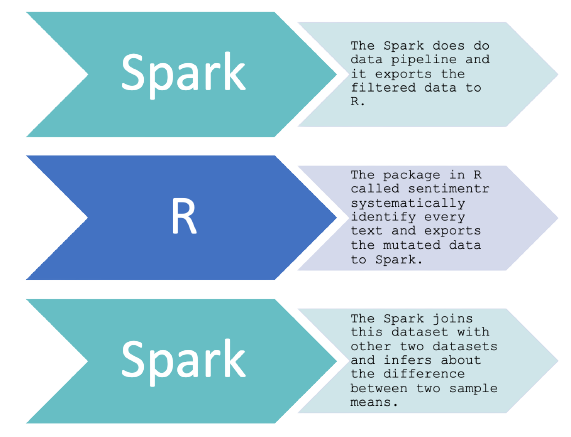 Spark
The Spark does do
data pipeline and
it exports the
filtered data to
R.
R
The package in R
called sentimentr
systematically
identify every
text and exports
the mutated data
to Spark.
Spark
The Spark joins
this dataset with
other two datasets
and infers about
the difference
between two sample
means.